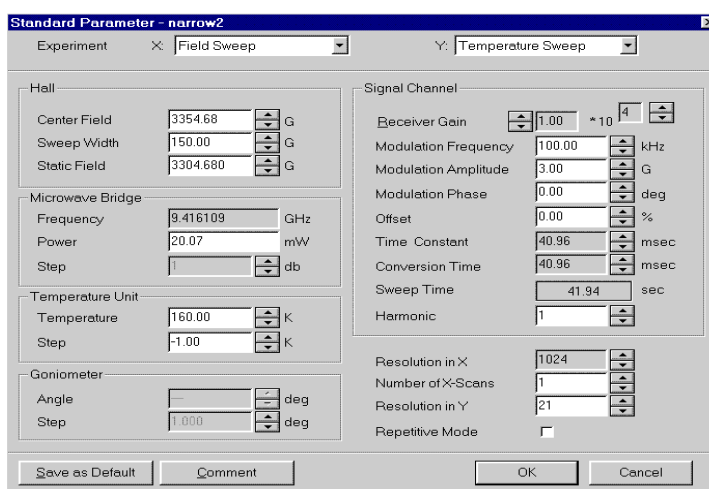 Standard Parameter - narrow2
Experiment X: Field Sweep Y: Temperature Sweep
Hall
Center Field 3354.68 G
Sweep Width 150.00 G
Static Field 3304.680 G
Microwave Bridge
Frequency 9.416109 GHz
Power 20.07 mW
Step 1 db
Temperature Unit
Temperature 160.00 K
Step -1.00 K
Goniometer
Angle --- deg
Step 1.000 deg
Signal Channel
Receiver Gain 1.00 *10 4
Modulation Frequency 100.00 kHz
Modulation Amplitude 3.00 G
Modulation Phase 0.00 deg
Offset 0.00 %
Time Constant 40.96 msec
Conversion Time 40.96 msec
Sweep Time 41.94 sec
Harmonic 1
Resolution in X 1024
Number of X-Scans 1
Resolution in Y 21
Repetitive Mode
Save as Default Comment OK Cancel